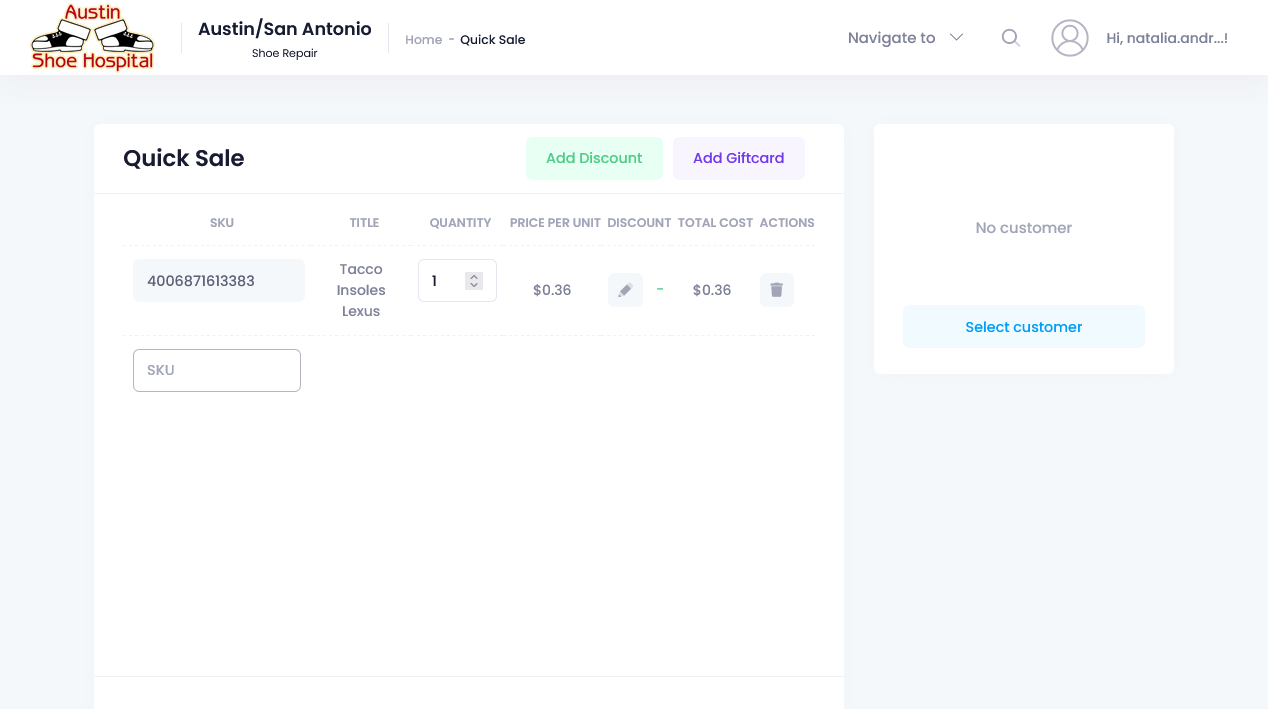 Austin
Shoe Hospital
Austin/San Antonio
Shoe Repair
Home - Quick Sale
Navigate to
Hi, natalia.andr...!
Quick Sale
Add Discount
Add Giftcard
SKU TITLE QUANTITY PRICE PER UNIT DISCOUNT TOTAL COST ACTIONS
4006871613383
Tacco
Insoles
Lexus
1
$0.36
-
$0.36
SKU
No customer
Select customer